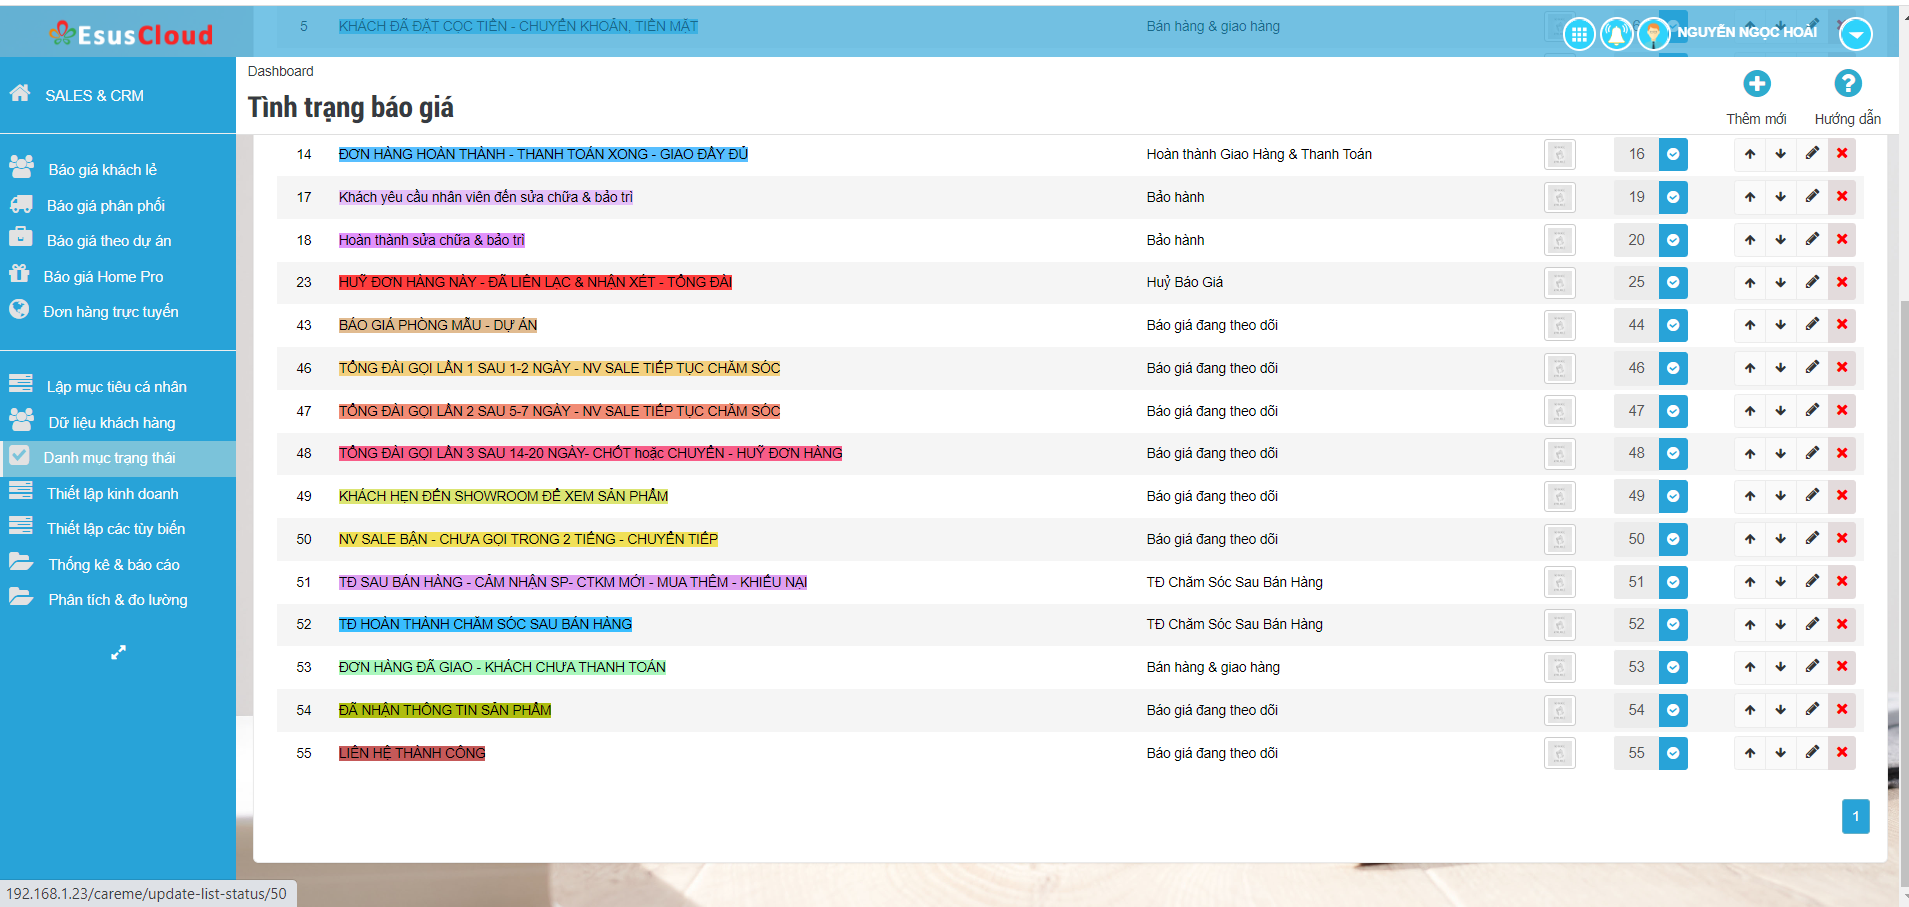 EsusCloud
5 KHÁCH ĐÃ ĐẶT CỌC TIỀN - CHUYỂN KHOẢN, TIỀN MẶT Bán hàng & giao hàng
NGUYỄN NGỌC HOÀI
Dashboard
Tình trạng báo giá
Thêm mới
Hướng dẫn
SALES & CRM
Báo giá khách lẻ
Báo giá phân phối
Báo giá theo dự án
Báo giá Home Pro
Đơn hàng trực tuyến
Lập mục tiêu cá nhân
Dữ liệu khách hàng
Danh mục trạng thái
Thiết lập kinh doanh
Thiết lập các tùy biến
Thống kê & báo cáo
Phân tích & đo lường
14 ĐƠN HÀNG HOÀN THÀNH - THANH TOÁN XONG - GIAO ĐẦY ĐỦ Hoàn thành Giao Hàng & Thanh Toán 16
17 Khách yêu cầu nhân viên đến sửa chữa & bảo trì Bảo hành 19
18 Hoàn thành sửa chữa & bảo trì Bảo hành 20
23 HUỶ ĐƠN HÀNG NÀY - ĐÃ LIÊN LẠC & NHẬN XÉT - TỔNG ĐÀI Huỷ Báo Giá 25
43 BÁO GIÁ PHÒNG MẪU - DỰ ÁN Báo giá đang theo dõi 44
46 TỔNG ĐÀI GỌI LẦN 1 SAU 1-2 NGÀY - NV SALE TIẾP TỤC CHĂM SÓC Báo giá đang theo dõi 46
47 TỔNG ĐÀI GỌI LẦN 2 SAU 5-7 NGÀY - NV SALE TIẾP TỤC CHĂM SÓC Báo giá đang theo dõi 47
48 TỔNG ĐÀI GỌI LẦN 3 SAU 14-20 NGÀY- CHỐT hoặc CHUYỂN - HUỶ ĐƠN HÀNG Báo giá đang theo dõi 48
49 KHÁCH HẸN ĐẾN SHOWROOM ĐỂ XEM SẢN PHẨM Báo giá đang theo dõi 49
50 NV SALE BẬN - CHƯA GỌI TRONG 2 TIẾNG - CHUYỂN TIẾP Báo giá đang theo dõi 50
51 TĐ SAU BÁN HÀNG - CẢM NHẬN SP- CTKM MỚI - MUA THÊM - KHIẾU NẠI TĐ Chăm Sóc Sau Bán Hàng 51
52 TĐ HOÀN THÀNH CHĂM SÓC SAU BÁN HÀNG TĐ Chăm Sóc Sau Bán Hàng 52
53 ĐƠN HÀNG ĐÃ GIAO - KHÁCH CHƯA THANH TOÁN Bán hàng & giao hàng 53
54 ĐÃ NHẬN THÔNG TIN SẢN PHẨM Báo giá đang theo dõi 54
55 LIÊN HỆ THÀNH CÔNG Báo giá đang theo dõi 55
1
192.168.1.23/careme/update-list-status/50